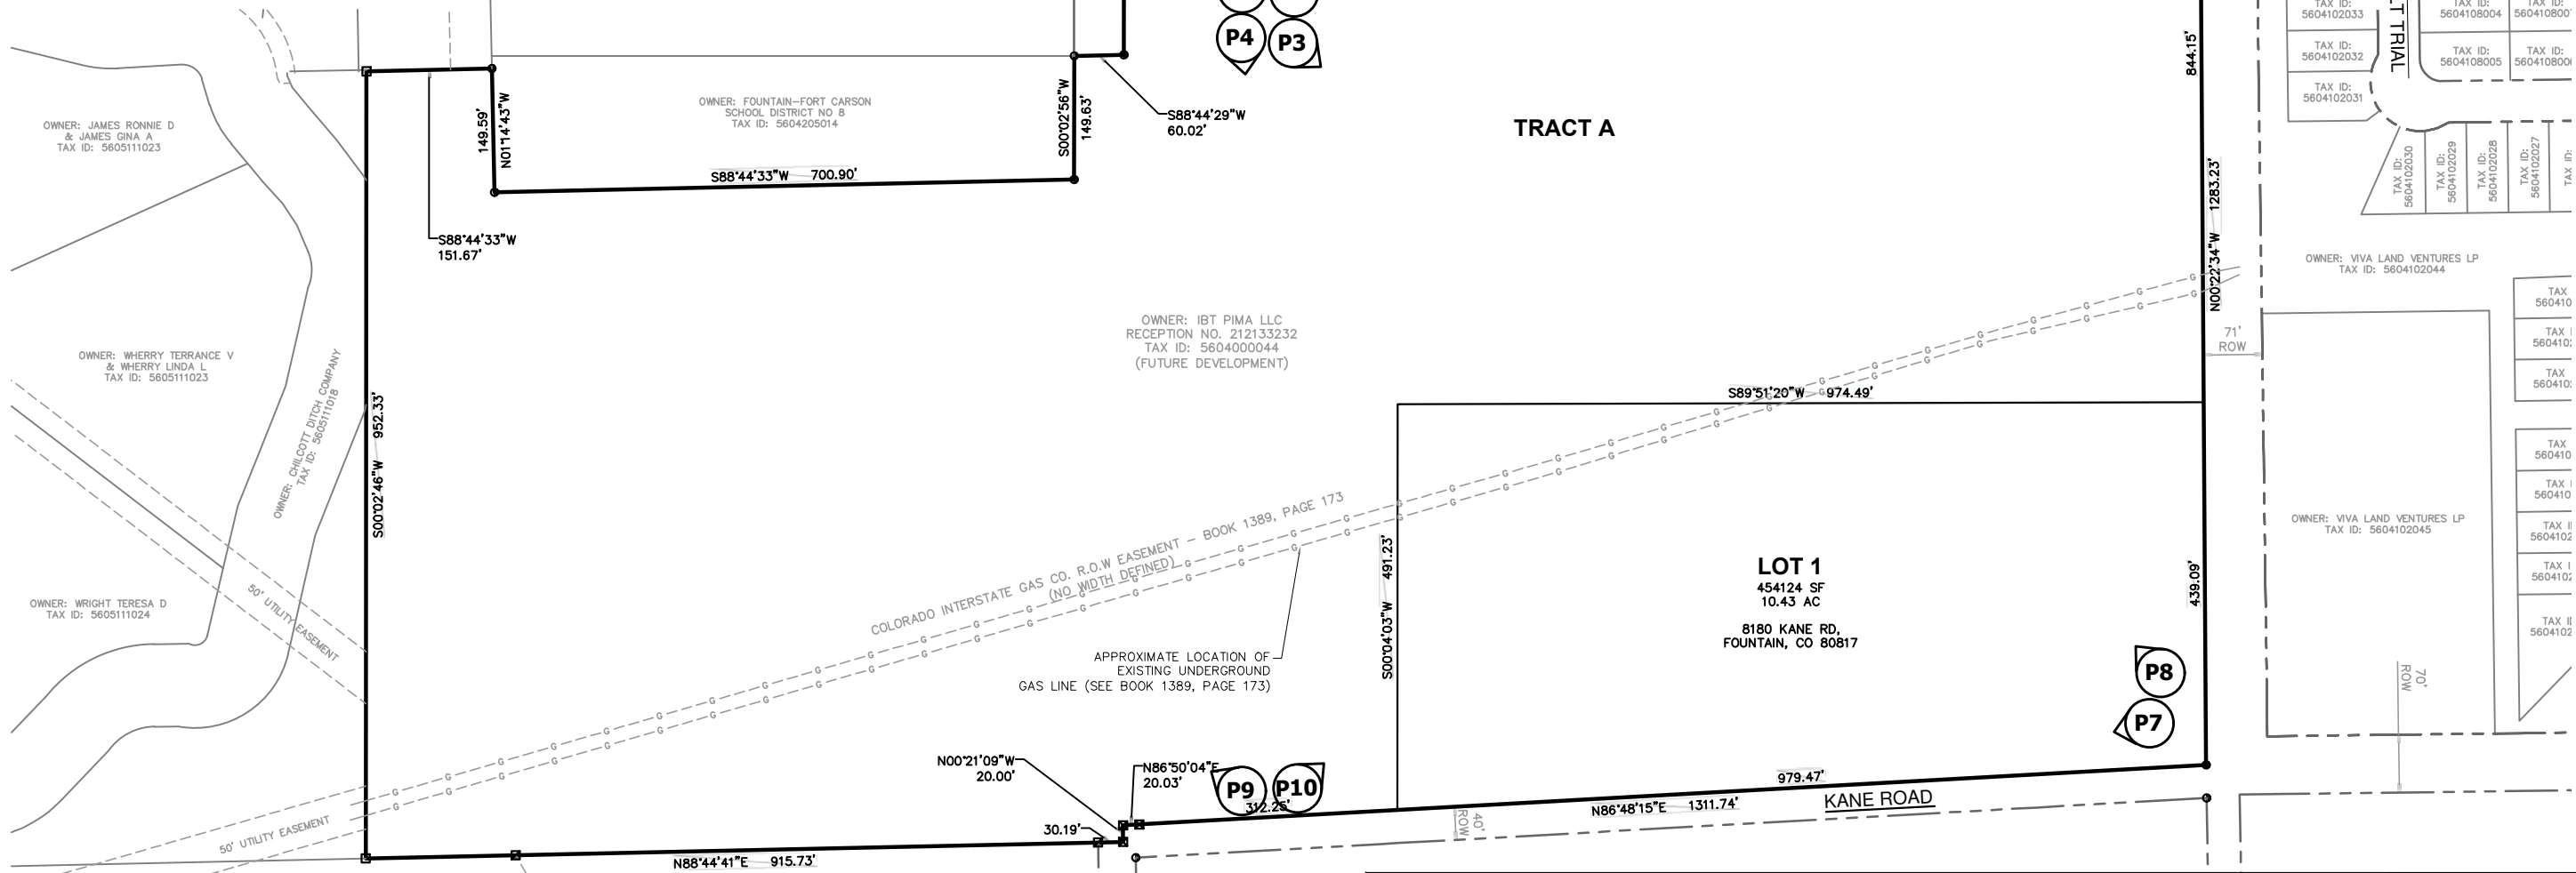 P4
P3
TAX ID:
5604102033
TAX ID:
5604102032
TAX ID:
5604102031
LT TRIAL
TAX ID:
5604108004
TAX ID:
5604108005
TAX ID:
TAX ID:
844.15'
OWNER: JAMES RONNIE D
& JAMES GINA A
TAX ID: 5605111023
149.59'
N01°14'43"W
OWNER: FOUNTAIN-FORT CARSON
SCHOOL DISTRICT NO 8
TAX ID: 5604205014
S00°02'56"W
149.63'
S88°44'29"W
60.02'
TRACT A
S88°44'33"W 700.90'
S88°44'33"W
151.67'
TAX ID:
5604102030
TAX ID:
5604102029
TAX ID:
5604102028
TAX ID:
5604102027
N00°22'34"W 1283.23'
OWNER: VIVA LAND VENTURES LP
TAX ID: 5604102044
OWNER: IBT PIMA LLC
RECEPTION NO. 212133232
TAX ID: 5604000044
(FUTURE DEVELOPMENT)
71'
ROW
OWNER: WHERRY TERRANCE V
& WHERRY LINDA L
TAX ID: 5605111023
OWNER: CHILCOTT DITCH COMPANY
TAX ID: 5605111018
S00°02'46"W 952.33'
S89°51'20"W 974.49'
COLORADO INTERSTATE GAS CO. R.O.W EASEMENT - BOOK 1389, PAGE 173
(NO WIDTH DEFINED)
S00°04'03"W 491.23'
LOT 1
454124 SF
10.43 AC
8180 KANE RD,
FOUNTAIN, CO 80817
439.09'
OWNER: VIVA LAND VENTURES LP
TAX ID: 5604102045
OWNER: WRIGHT TERESA D
TAX ID: 5605111024
50' UTILITY EASEMENT
APPROXIMATE LOCATION OF
EXISTING UNDERGROUND
GAS LINE (SEE BOOK 1389, PAGE 173)
P8
P7
70'
ROW
N00°21'09"W
20.00'
N86°50'04"E
20.03'
P9
P10
312.25'
979.47'
N86°48'15"E 1311.74'
KANE ROAD
40'
ROW
30.19'
50' UTILITY EASEMENT
N88°44'41"E 915.73'